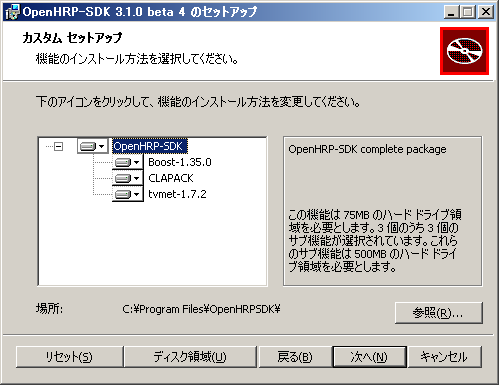 OpenHRP-SDK 3.1.0 beta 4 のセットアップ
カスタム セットアップ
機能のインストール方法を選択してください。
下のアイコンをクリックして、機能のインストール方法を変更してください。
OpenHRP-SDK
Boost-1.35.0
CLAPACK
tvmet-1.7.2
OpenHRP-SDK complete package
この機能は 75MB のハード ドライブ領
域を必要とします。3 個のうち 3 個の
サブ機能が選択されています。これら
のサブ機能は 500MB のハード ドライ
ブ領域を必要とします。
場所:
C:¥Program Files¥OpenHRPSDK¥
参照(R)...
リセット(S)
ディスク領域(U)
戻る(B)
次へ(N)
キャンセル